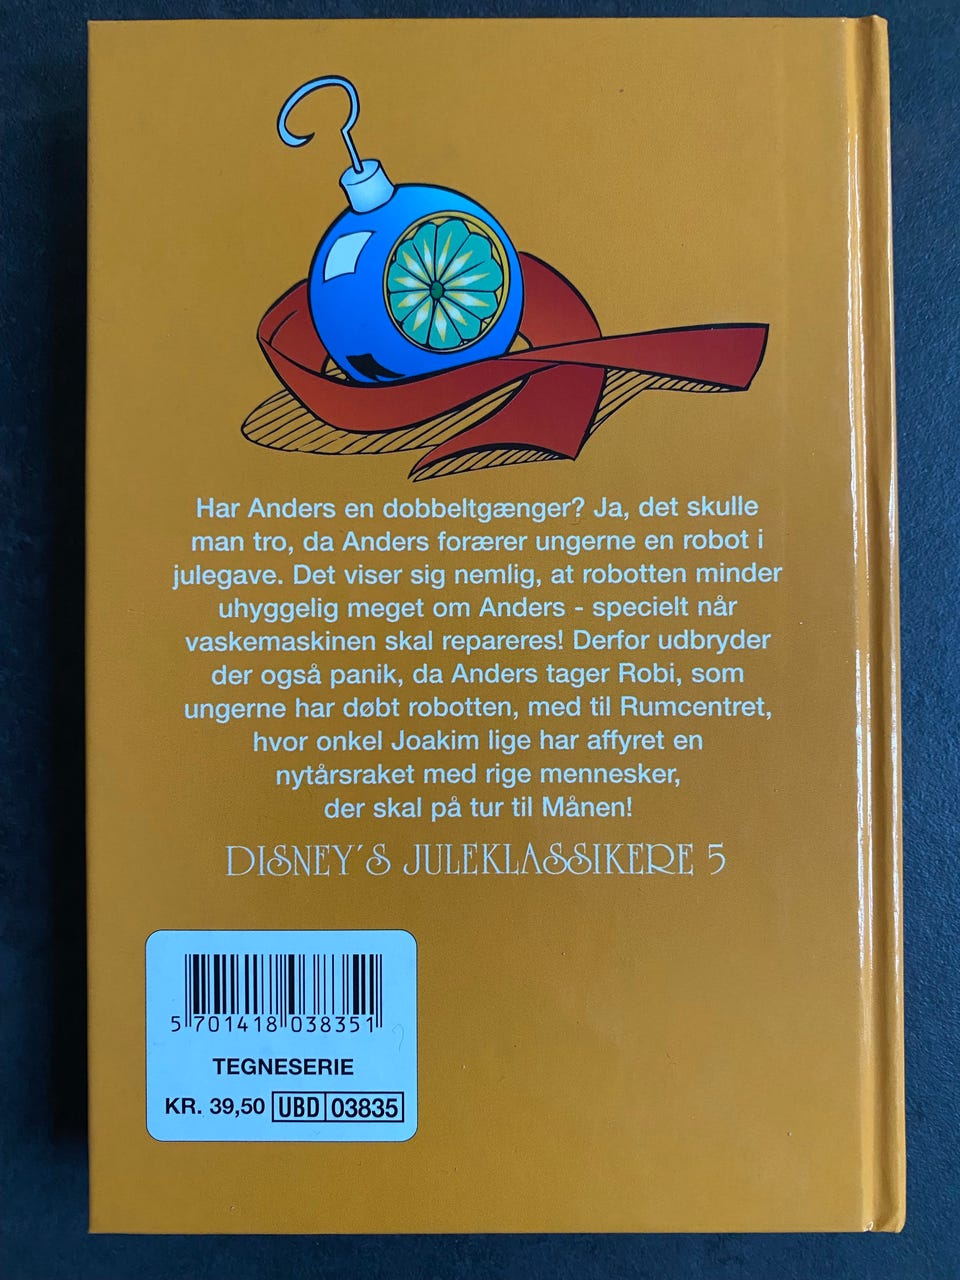 Har Anders en dobbeltgænger? Ja, det skulle
man tro, da Anders forærer ungerne en robot i
julegave. Det viser sig nemlig, at robotten minder
uhyggelig meget om Anders - specielt når
vaskemaskinen skal repareres! Derfor udbryder
der også panik, da Anders tager Robi, som
ungerne har døbt robotten, med til Rumcentret,
hvor onkel Joakim lige har affyret en
nytårsraket med rige mennesker,
der skal på tur til Månen!
DISNEY´S JULEKLASSIKERE 5
5 701418 038351
TEGNESERIE
KR. 39,50 UBD 03835